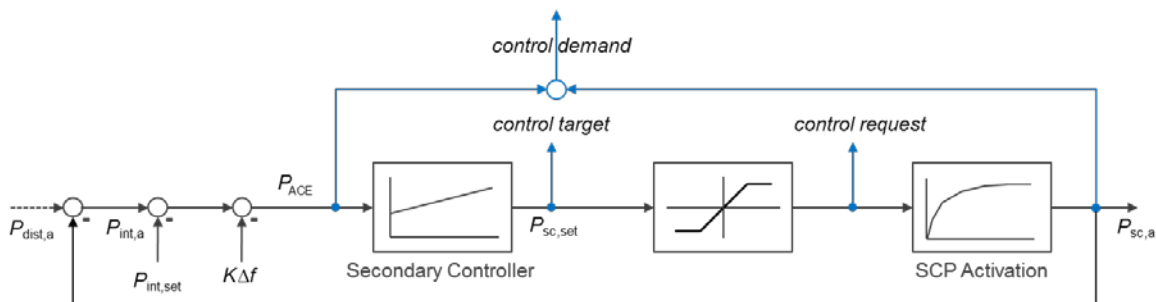 control demand
control target
control request
P_ACE
P_dist,a
-
P_int,a
-
-
P_sc,set
P_sc,a
P_int,set
KΔf
Secondary Controller
SCP Activation